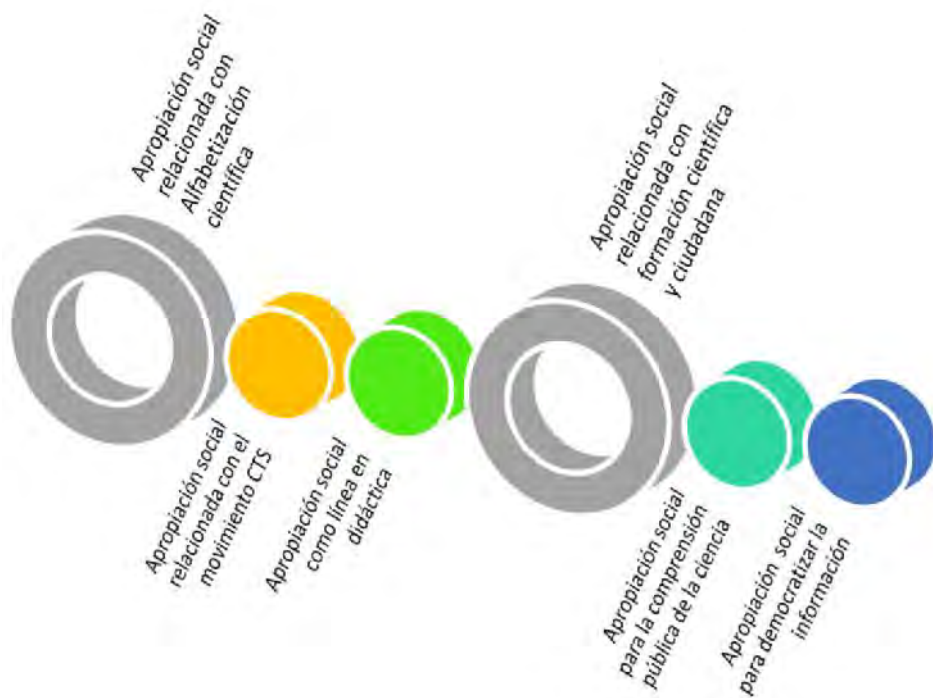 Apropiación social
relacionada con
Alfabetización
científica
Apropiación social
relacionada con el
movimiento CTS
Apropiación social
como línea en
didáctica
Apropiación social
relacionada con
formación científica
y ciudadana
Apropiación social
para la comprensión
pública de la ciencia
Apropiación social
para democratizar la
información